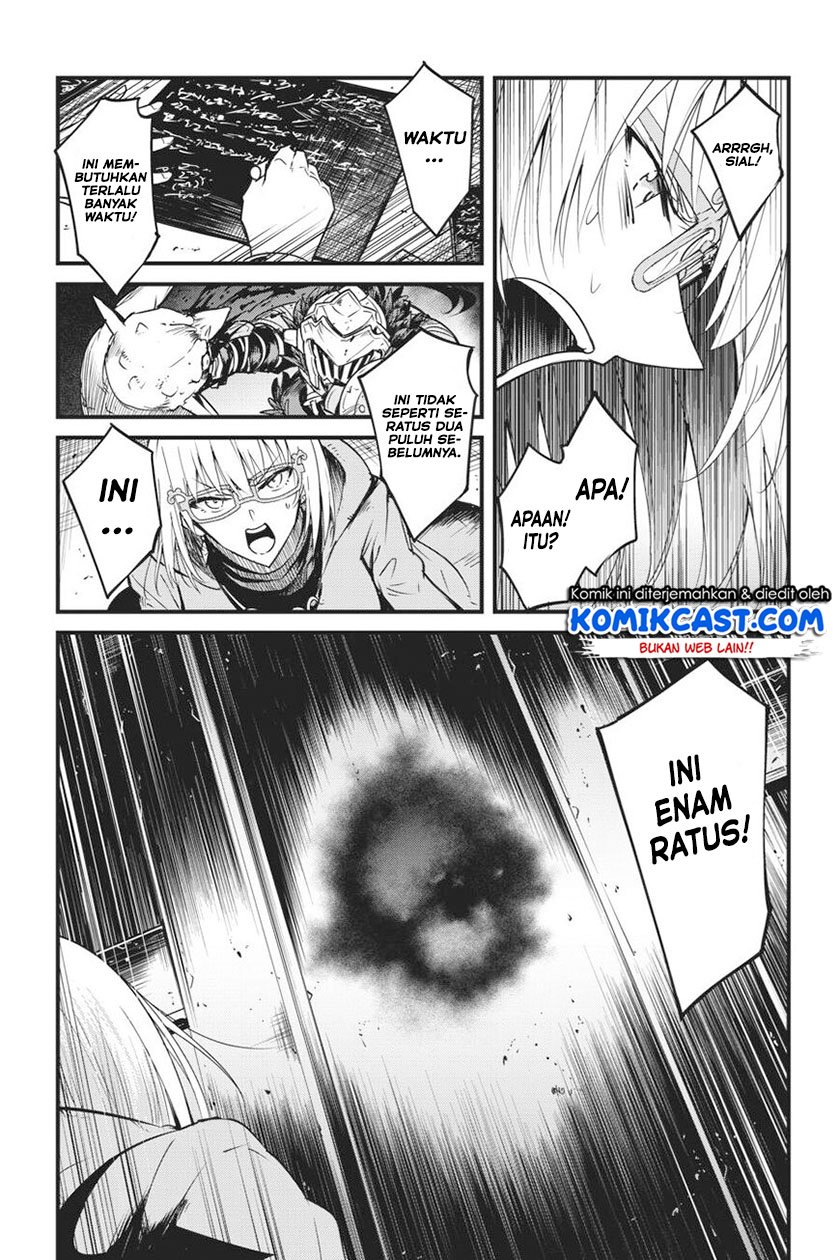 ARRRGH,
SIAL!
APA!
APAAN!
ITU?
WAKTU
...
INI MEM-
BUTUHKAN
TERLALU
BANYAK
WAKTU!
INI TIDAK
SEPERTI SE-
RATUS DUA
PULUH SE-
BELUMNYA.
INI
...
Komik ini diterjemahkan & diedit oleh
KOMIKCAST.COM
BUKAN WEB LAIN!!
INI
ENAM
RATUS!